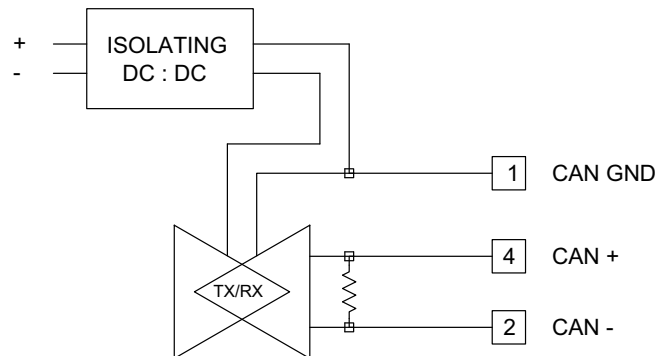 +
-
ISOLATING
DC : DC
1 CAN GND
4 CAN +
TX/RX
2 CAN -